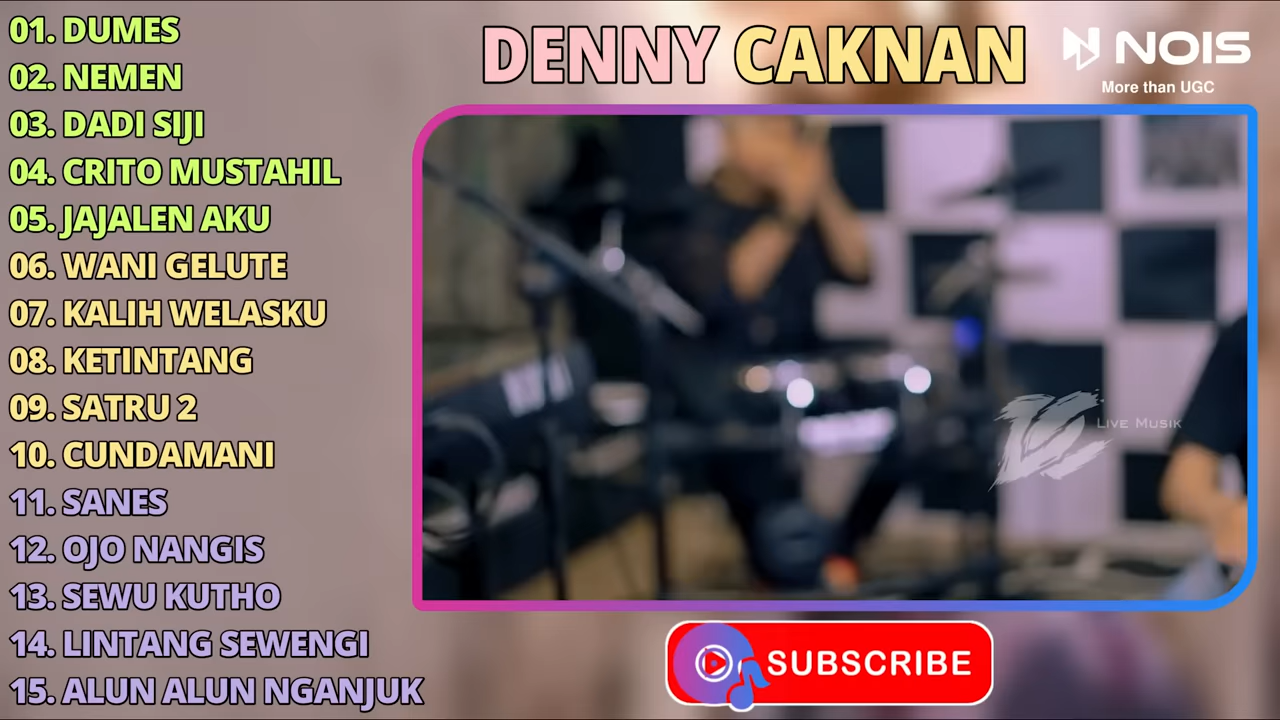 01. DUMES
02. NEMEN
03. DADI SIJI
04. CRITO MUSTAHIL
05. JAJALEN AKU
06. WANI GELUTE
07. KALIH WELASKU
08. KETINTANG
09. SATRU 2
10. CUNDAMANI
11. SANES
12. OJO NANGIS
13. SEWU KUTHO
14. LINTANG SEWENGI
15. ALUN ALUN NGANJUK
DENNY CAKNAN
NOIS
More than UGC
LIVE MUSIK
SUBSCRIBE